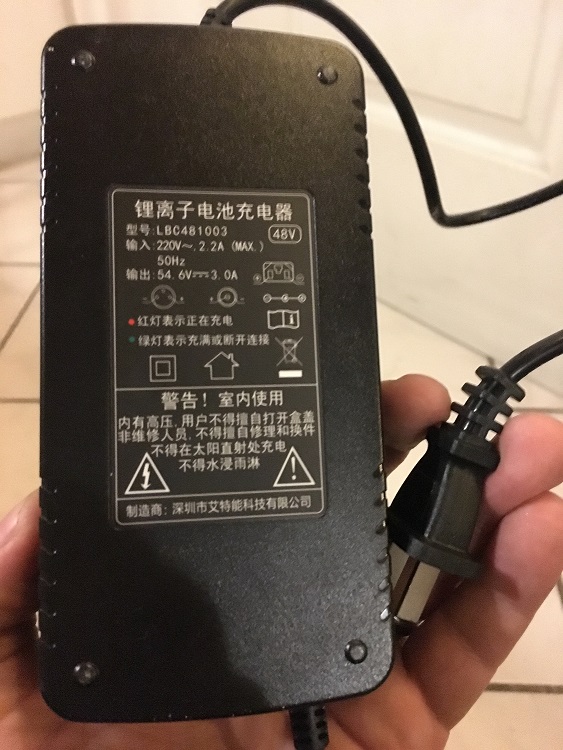 锂离子电池充电器
型号:LBC481003
48V
输入:220V～.2.2A (MAX.)
50Hz
输出:54.6V⎓3.0A
红灯表示正在充电
绿灯表示充满或断开连接
警告！室内使用
内有高压.用户不得擅自打开盒盖
非维修人员.不得擅自修理和换件
不得在太阳直射处充电
不得水浸雨淋
制造商：深圳市艾特能科技有限公司